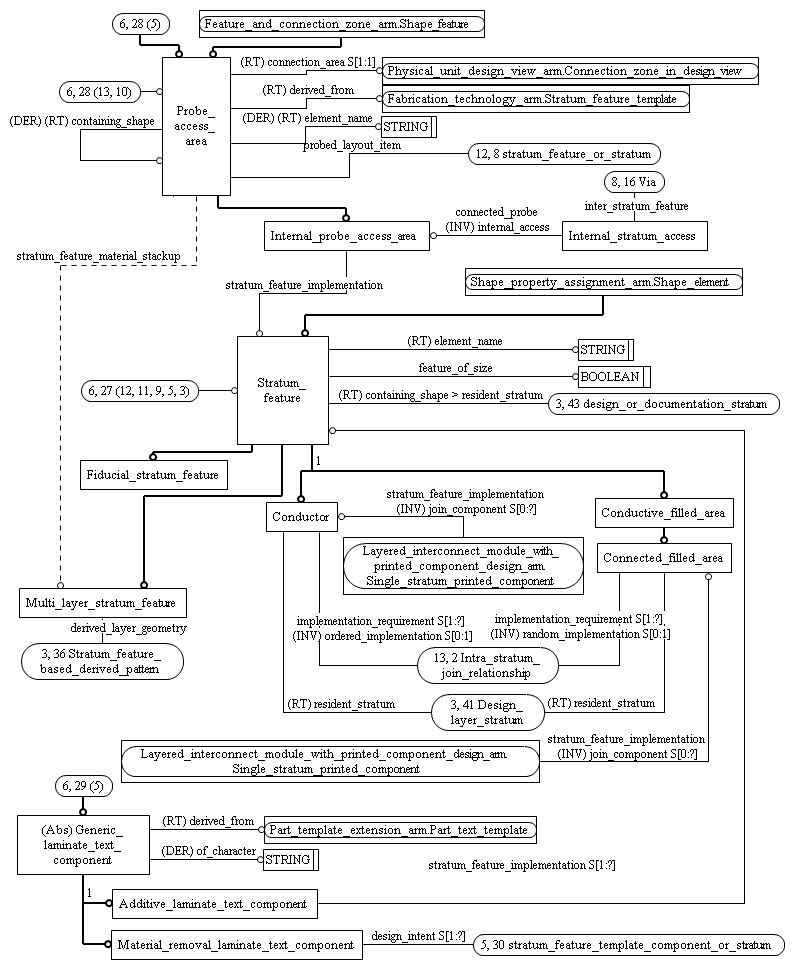 6, 28 (5)
Feature_and_connection_zone_arm.Shape_feature
(RT) connection_area S[1:1]
Physical_unit_design_view_arm.Connection_zone_in_design_view
6, 28 (13, 10)
(RT) derived_from
Fabrication_technology_arm.Stratum_feature_template
Probe_
access_
area
(DER) (RT) containing_shape
(DER) (RT) element_name
STRING
probed_layout_item
12, 8 stratum_feature_or_stratum
8, 16 Via
inter_stratum_feature
connected_probe
(INV) internal_access
Internal_probe_access_area
Internal_stratum_access
stratum_feature_material_stackup
stratum_feature_implementation
Shape_property_assignment_arm.Shape_element
(RT) element_name
STRING
feature_of_size
BOOLEAN
6, 27 (12, 11, 9, 5, 3)
Stratum_
feature
(RT) containing_shape > resident_stratum
3, 43 design_or_documentation_stratum
1
Fiducial_stratum_feature
stratum_feature_implementation
(INV) join_component S[0:?]
Conductor
Conductive_filled_area
Layered_interconnect_module_with_
printed_component_design_arm.
Single_stratum_printed_component
Connected_filled_area
Multi_layer_stratum_feature
derived_layer_geometry
3, 36 Stratum_feature_
based_derived_pattern
implementation_requirement S[1:?]
(INV) ordered_implementation S[0:1]
implementation_requirement S[1:?]
(INV) random_implementation S[0:1]
13, 2 Intra_stratum_
join_relationship
(RT) resident_stratum
3, 41 Design_
layer_stratum
(RT) resident_stratum
stratum_feature_implementation
(INV) join_component S[0:?]
Layered_interconnect_module_with_printed_component_design_arm.
Single_stratum_printed_component
6, 29 (5)
(Abs) Generic_
laminate_text_
component
(RT) derived_from
Part_template_extension_arm.Part_text_template
(DER) of_character
STRING
stratum_feature_implementation S[1:?]
1
Additive_laminate_text_component
Material_removal_laminate_text_component
design_intent S[1:?]
5, 30 stratum_feature_template_component_or_stratum